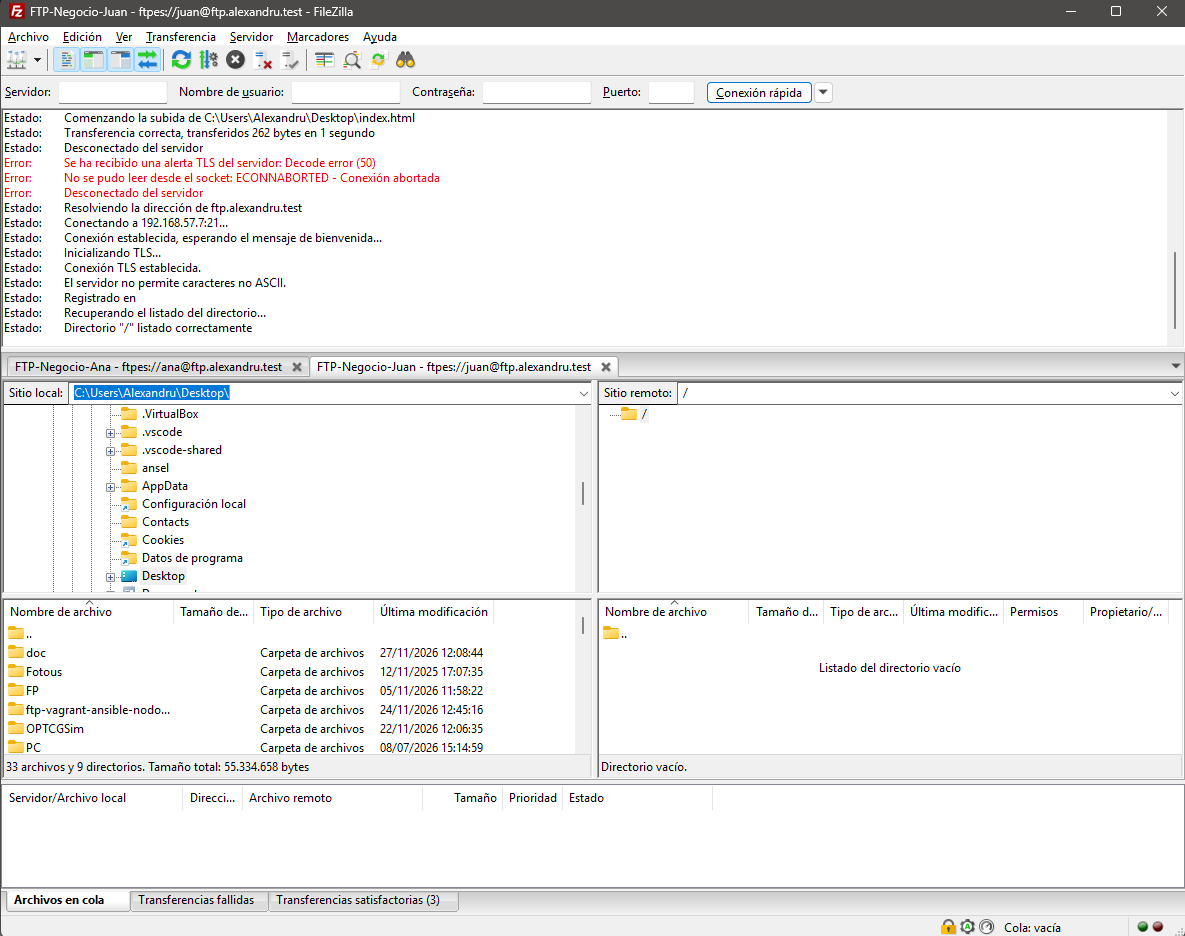 FTP-Negocio-Juan - ftpes://juan@ftp.alexandru.test - FileZilla
Archivo Edición Ver Transferencia Servidor Marcadores Ayuda
Servidor: Nombre de usuario: Contraseña: Puerto: Conexión rápida
Estado: Comenzando la subida de C:\Users\Alexandru\Desktop\index.html
Estado: Transferencia correcta, transferidos 262 bytes en 1 segundo
Estado: Desconectado del servidor
Error: Se ha recibido una alerta TLS del servidor: Decode error (50)
Error: No se pudo leer desde el socket: ECONNABORTED - Conexión abortada
Error: Desconectado del servidor
Estado: Resolviendo la dirección de ftp.alexandru.test
Estado: Conectando a 192.168.57.7:21...
Estado: Conexión establecida, esperando el mensaje de bienvenida...
Estado: Inicializando TLS...
Estado: Conexión TLS establecida.
Estado: El servidor no permite caracteres no ASCII.
Estado: Registrado en
Estado: Recuperando el listado del directorio...
Estado: Directorio "/" listado correctamente
FTP-Negocio-Ana - ftpes://ana@ftp.alexandru.test FTP-Negocio-Juan - ftpes://juan@ftp.alexandru.test
Sitio local: C:\Users\Alexandru\Desktop\
.VirtualBox
.vscode
.vscode-shared
ansel
AppData
Configuración local
Contacts
Cookies
Datos de programa
Desktop
Sitio remoto: /
/
Nombre de archivo Tamaño de... Tipo de archivo Última modificación
..
doc Carpeta de archivos 27/11/2026 12:08:44
Fotous Carpeta de archivos 12/11/2025 17:07:35
FP Carpeta de archivos 05/11/2026 11:58:22
ftp-vagrant-ansible-nodo... Carpeta de archivos 24/11/2026 12:45:16
OPTCGSim Carpeta de archivos 22/11/2026 12:06:35
PC Carpeta de archivos 08/07/2026 15:14:59
33 archivos y 9 directorios. Tamaño total: 55.334.658 bytes
Nombre de archivo Tamaño d... Tipo de arc... Última modific... Permisos Propietario/...
..
Listado del directorio vacío
Directorio vacío.
Servidor/Archivo local Direcci... Archivo remoto Tamaño Prioridad Estado
Archivos en cola Transferencias fallidas Transferencias satisfactorias (3)
Cola: vacía